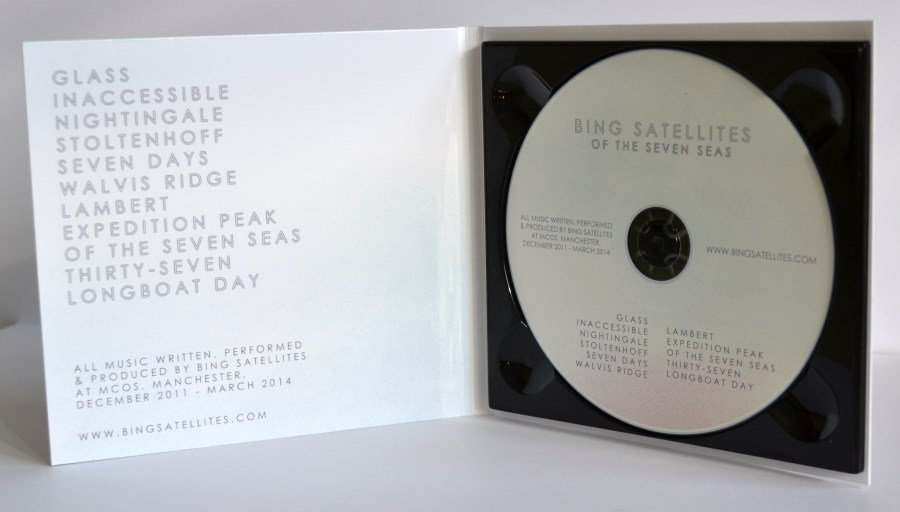 GLASS
INACCESSIBLE
NIGHTINGALE
STOLTENHOFF
SEVEN DAYS
WALVIS RIDGE
LAMBERT
EXPEDITION PEAK
OF THE SEVEN SEAS
THIRTY-SEVEN
LONGBOAT DAY
ALL MUSIC WRITTEN, PERFORMED
& PRODUCED BY BING SATELLITES
AT MCOS, MANCHESTER,
DECEMBER 2011 - MARCH 2014
WWW.BINGSATELLITES.COM
BING SATELLITES
OF THE SEVEN SEAS
ALL MUSIC WRITTEN, PERFORMED
& PRODUCED BY BING SATELLITES
AT MCOS, MANCHESTER,
DECEMBER 2011 - MARCH 2014
WWW.BINGSATELLITES.COM
GLASS
INACCESSIBLE
NIGHTINGALE
STOLTENHOFF
SEVEN DAYS
WALVIS RIDGE
LAMBERT
EXPEDITION PEAK
OF THE SEVEN SEAS
THIRTY-SEVEN
LONGBOAT DAY